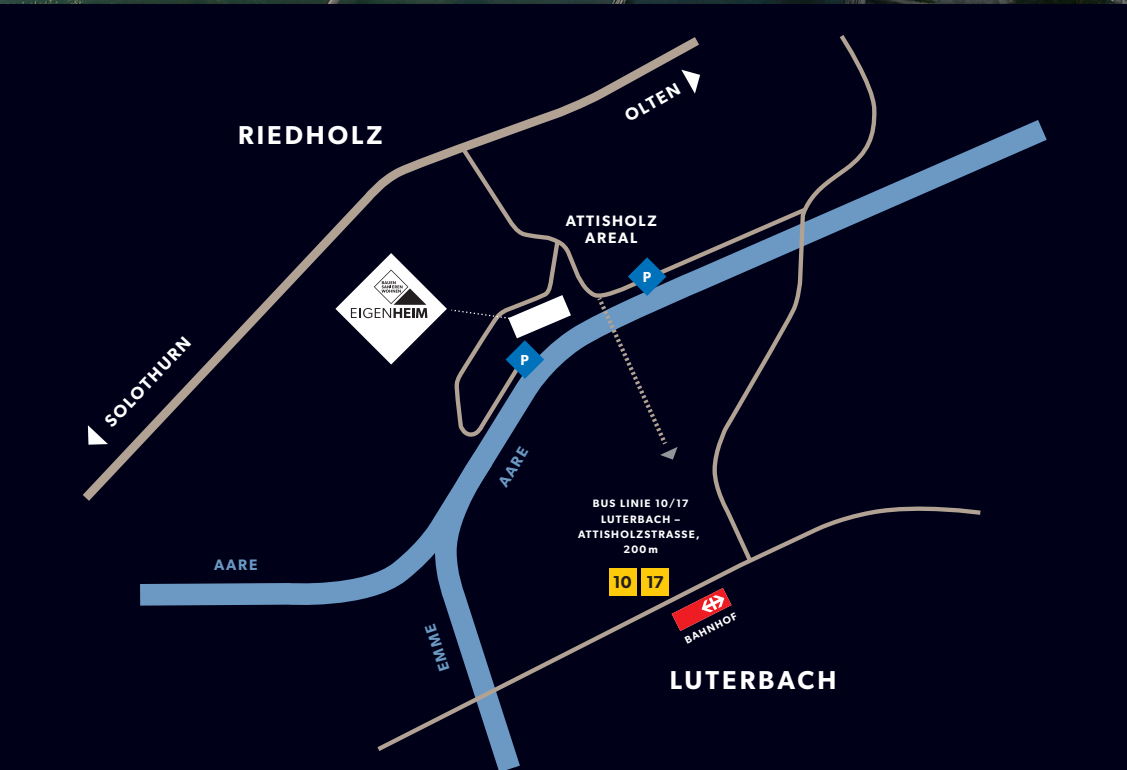 OLTEN
RIEDHOLZ
ATTISHOLZ
AREAL
P
BAUEN
SANIEREN
WOHNEN
EIGENHEIM
P
SOLOTHURN
AARE
BUS LINIE 10/17
LUTERBACH –
ATTISHOLZSTRASSE,
200 m
AARE
10 17
BAHNHOF
EMME
LUTERBACH